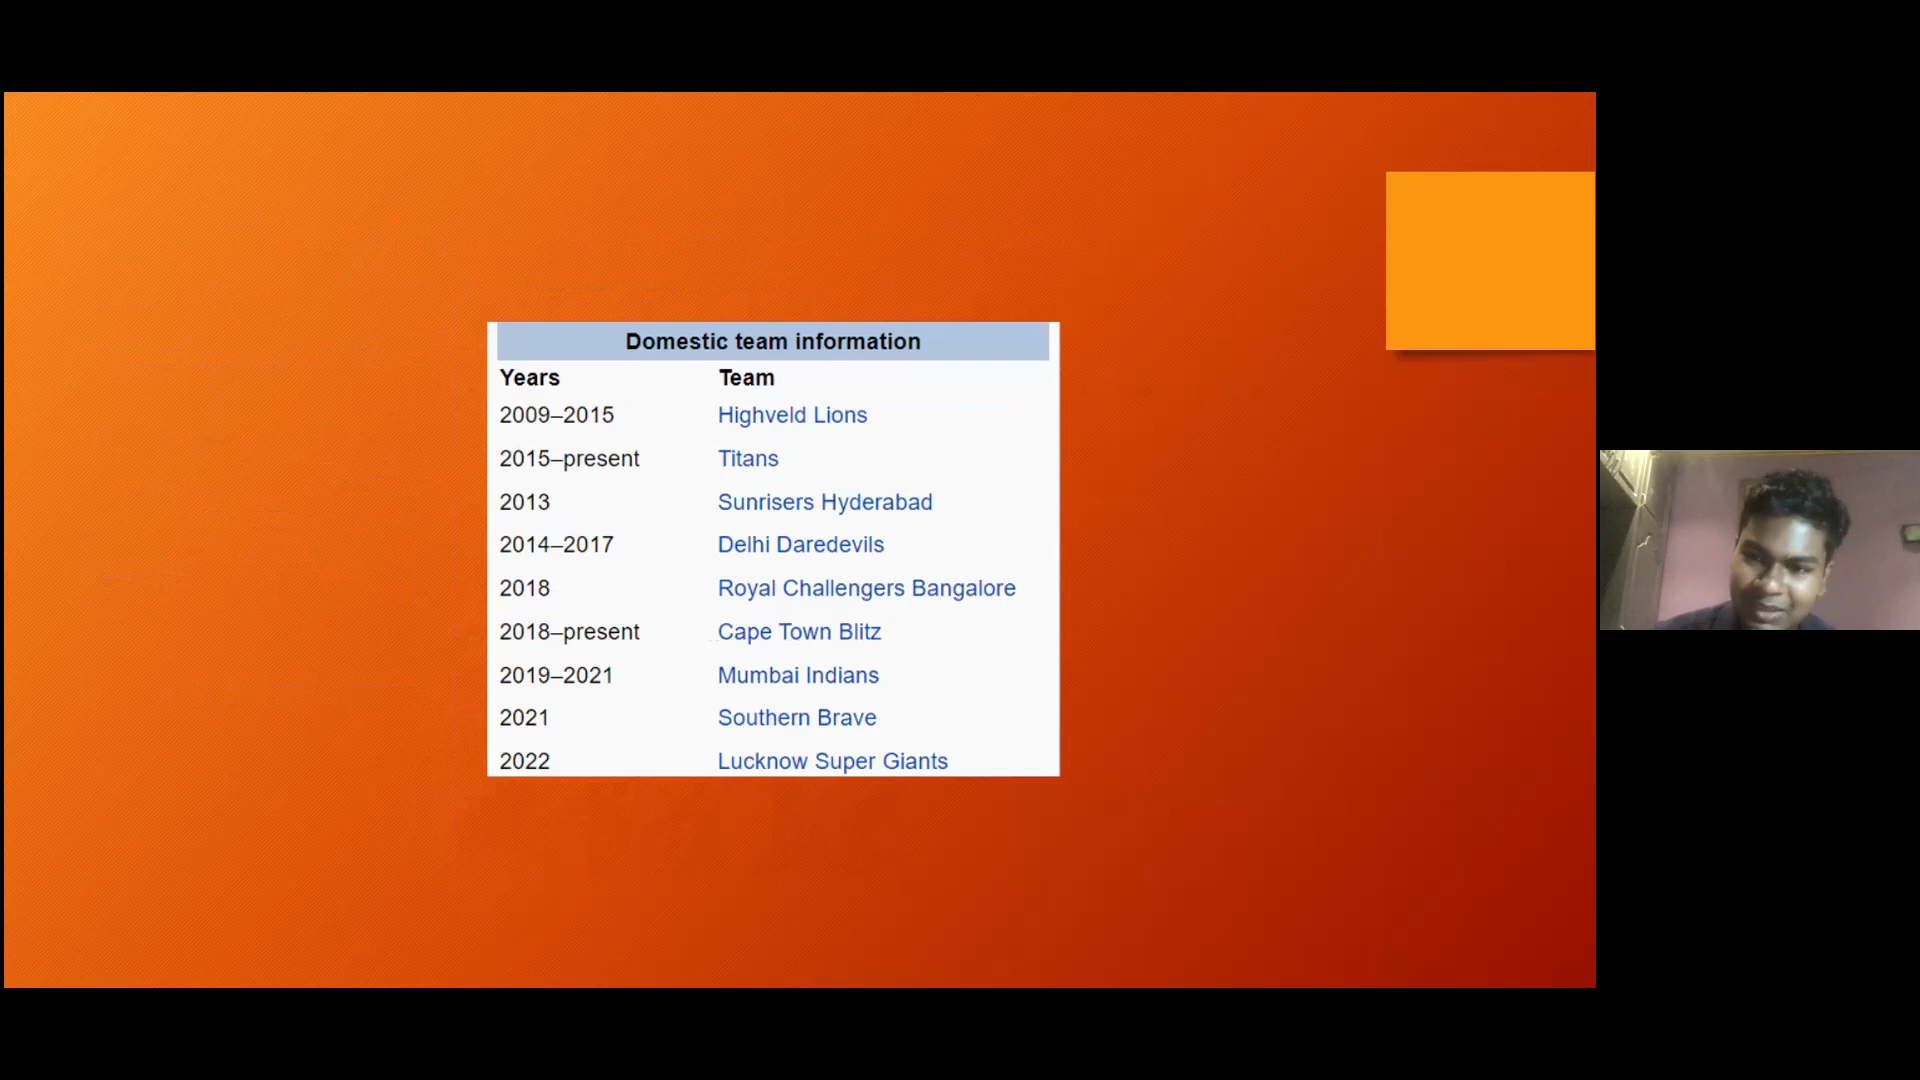 Domestic team information
Years Team
2009–2015 Highveld Lions
2015–present Titans
2013 Sunrisers Hyderabad
2014–2017 Delhi Daredevils
2018 Royal Challengers Bangalore
2018–present Cape Town Blitz
2019–2021 Mumbai Indians
2021 Southern Brave
2022 Lucknow Super Giants